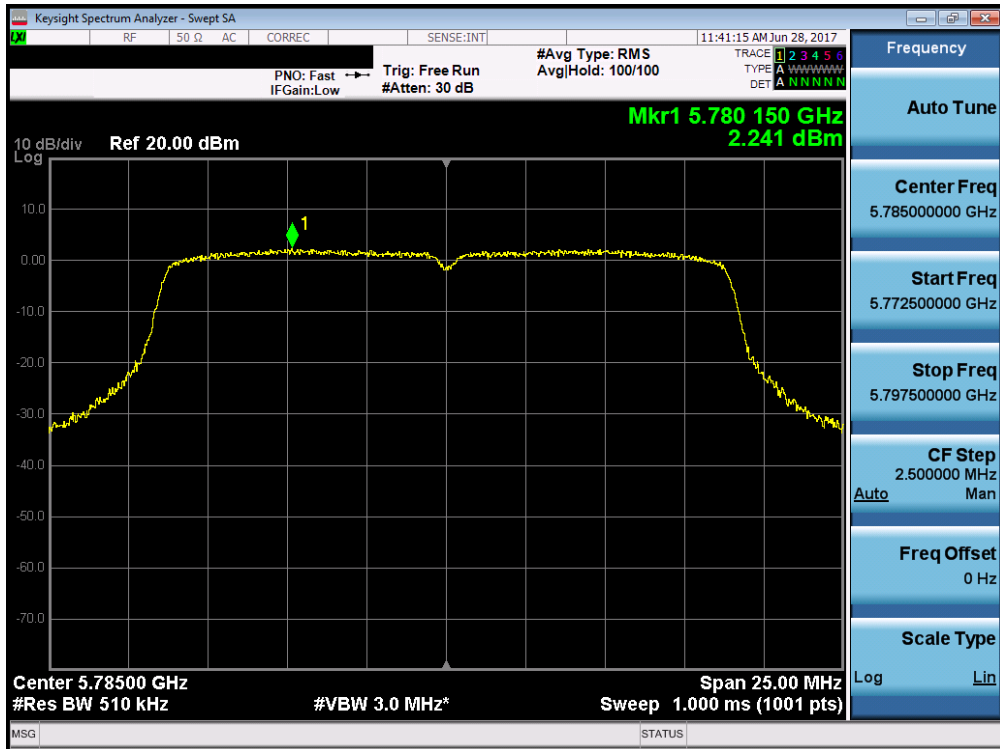 Keysight Spectrum Analyzer - Swept SA
LXI RF 50 Ω AC CORREC SENSE:INT 11:41:15 AM Jun 28, 2017
PNO: Fast Trig: Free Run #Avg Type: RMS TRACE 1 2 3 4 5 6
IFGain:Low #Atten: 30 dB Avg|Hold: 100/100 TYPE A WWWWW
DET A N N N N N
Mkr1 5.780 150 GHz
2.241 dBm
10 dB/div Ref 20.00 dBm
Log
1
10.0
0.00
-10.0
-20.0
-30.0
-40.0
-50.0
-60.0
-70.0
Center 5.78500 GHz Span 25.00 MHz
#Res BW 510 kHz #VBW 3.0 MHz* Sweep 1.000 ms (1001 pts)
MSG STATUS
Frequency
Auto Tune
Center Freq
5.785000000 GHz
Start Freq
5.772500000 GHz
Stop Freq
5.797500000 GHz
CF Step
2.500000 MHz
Auto Man
Freq Offset
0 Hz
Scale Type
Log Lin